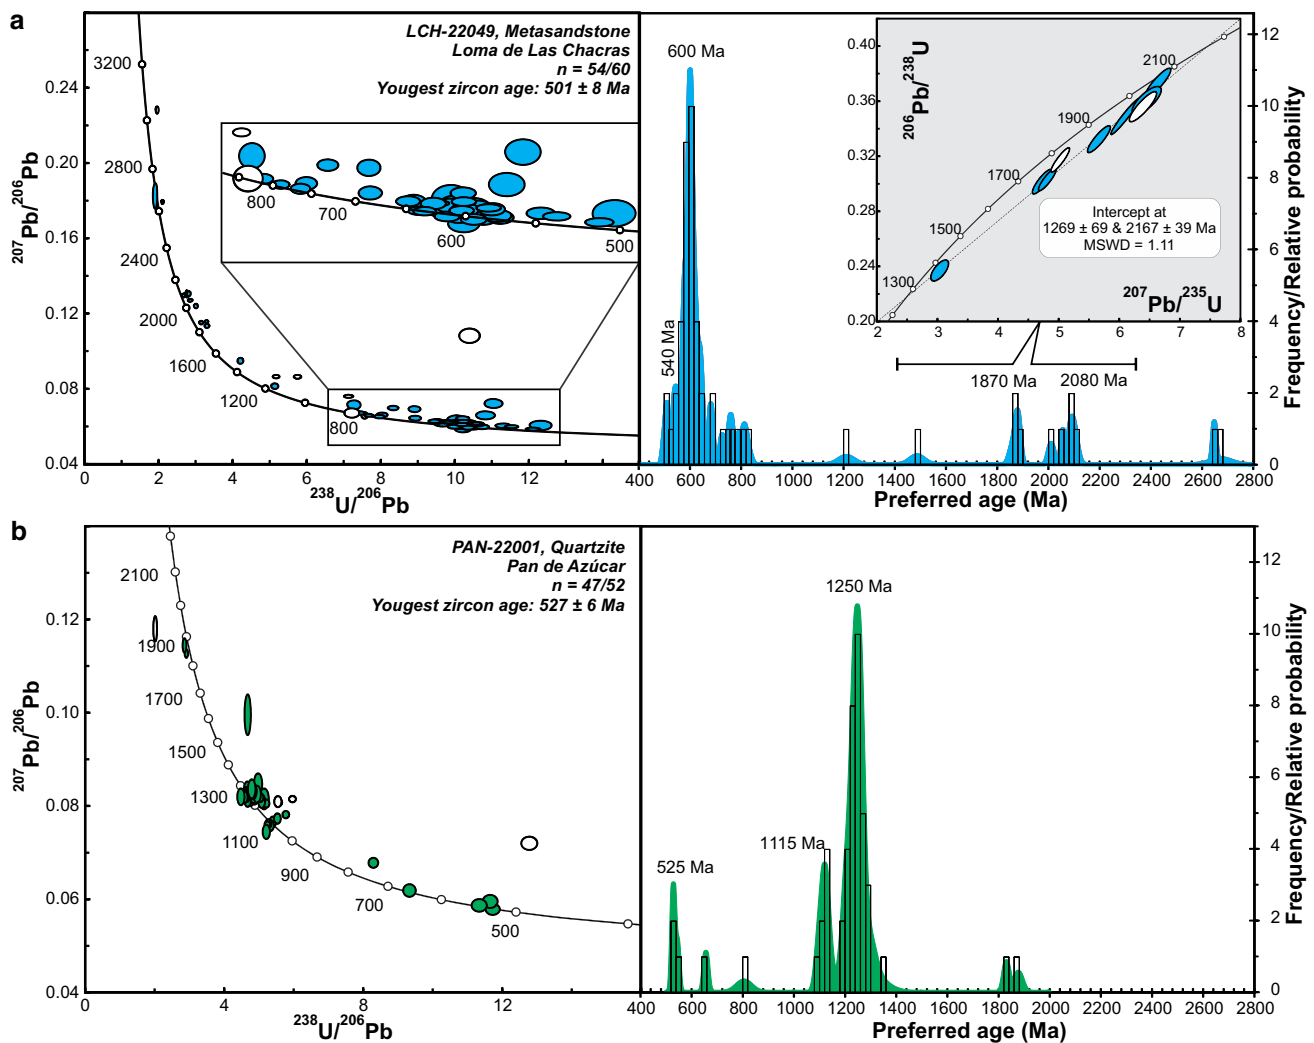 a
LCH-22049, Metasandstone
Loma de Las Chacras
n = 54/60
Yougest zircon age: 501 ± 8 Ma
3200
2800
2400
2000
1600
1200
800
800
700
600
500
0.24
0.20
0.16
0.12
0.08
0.04
207Pb/206Pb
0 2 4 6 8 10 12
238U/206Pb
600 Ma
540 Ma
1870 Ma
2080 Ma
0.40
0.36
0.32
0.28
0.24
0.20
206Pb/238U
2100
1900
1700
1500
1300
Intercept at
1269 ± 69 & 2167 ± 39 Ma
MSWD = 1.11
207Pb/235U
2 3 4 5 6 7 8
12
10
8
6
4
2
0
Frequency/Relative probability
400 600 800 1000 1200 1400 1600 1800 2000 2200 2400 2600 2800
Preferred age (Ma)
b
PAN-22001, Quartzite
Pan de Azúcar
n = 47/52
Yougest zircon age: 527 ± 6 Ma
2100
1900
1700
1500
1300
1100
900
700
500
0.12
0.10
0.08
0.06
0.04
207Pb/206Pb
0 4 8 12
238U/206Pb
525 Ma
1115 Ma
1250 Ma
12
10
8
6
4
2
0
Frequency/Relative probability
400 600 800 1000 1200 1400 1600 1800 2000 2200 2400 2600 2800
Preferred age (Ma)